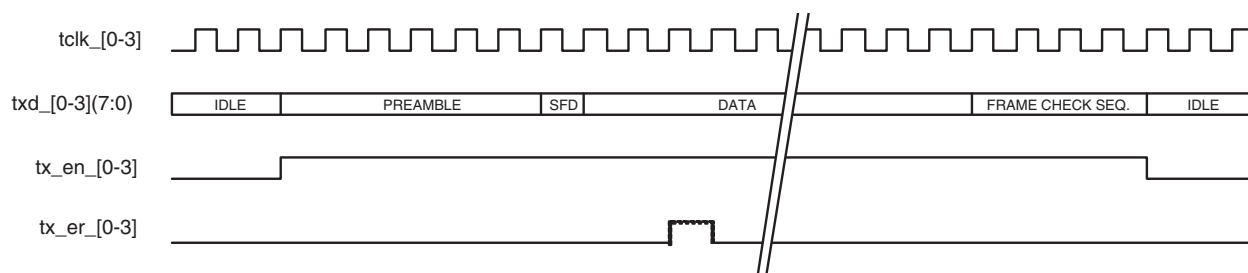 tclk_[0-3]
txd_[0-3](7:0) IDLE PREAMBLE SFD DATA FRAME CHECK SEQ. IDLE
tx_en_[0-3]
tx_er_[0-3]